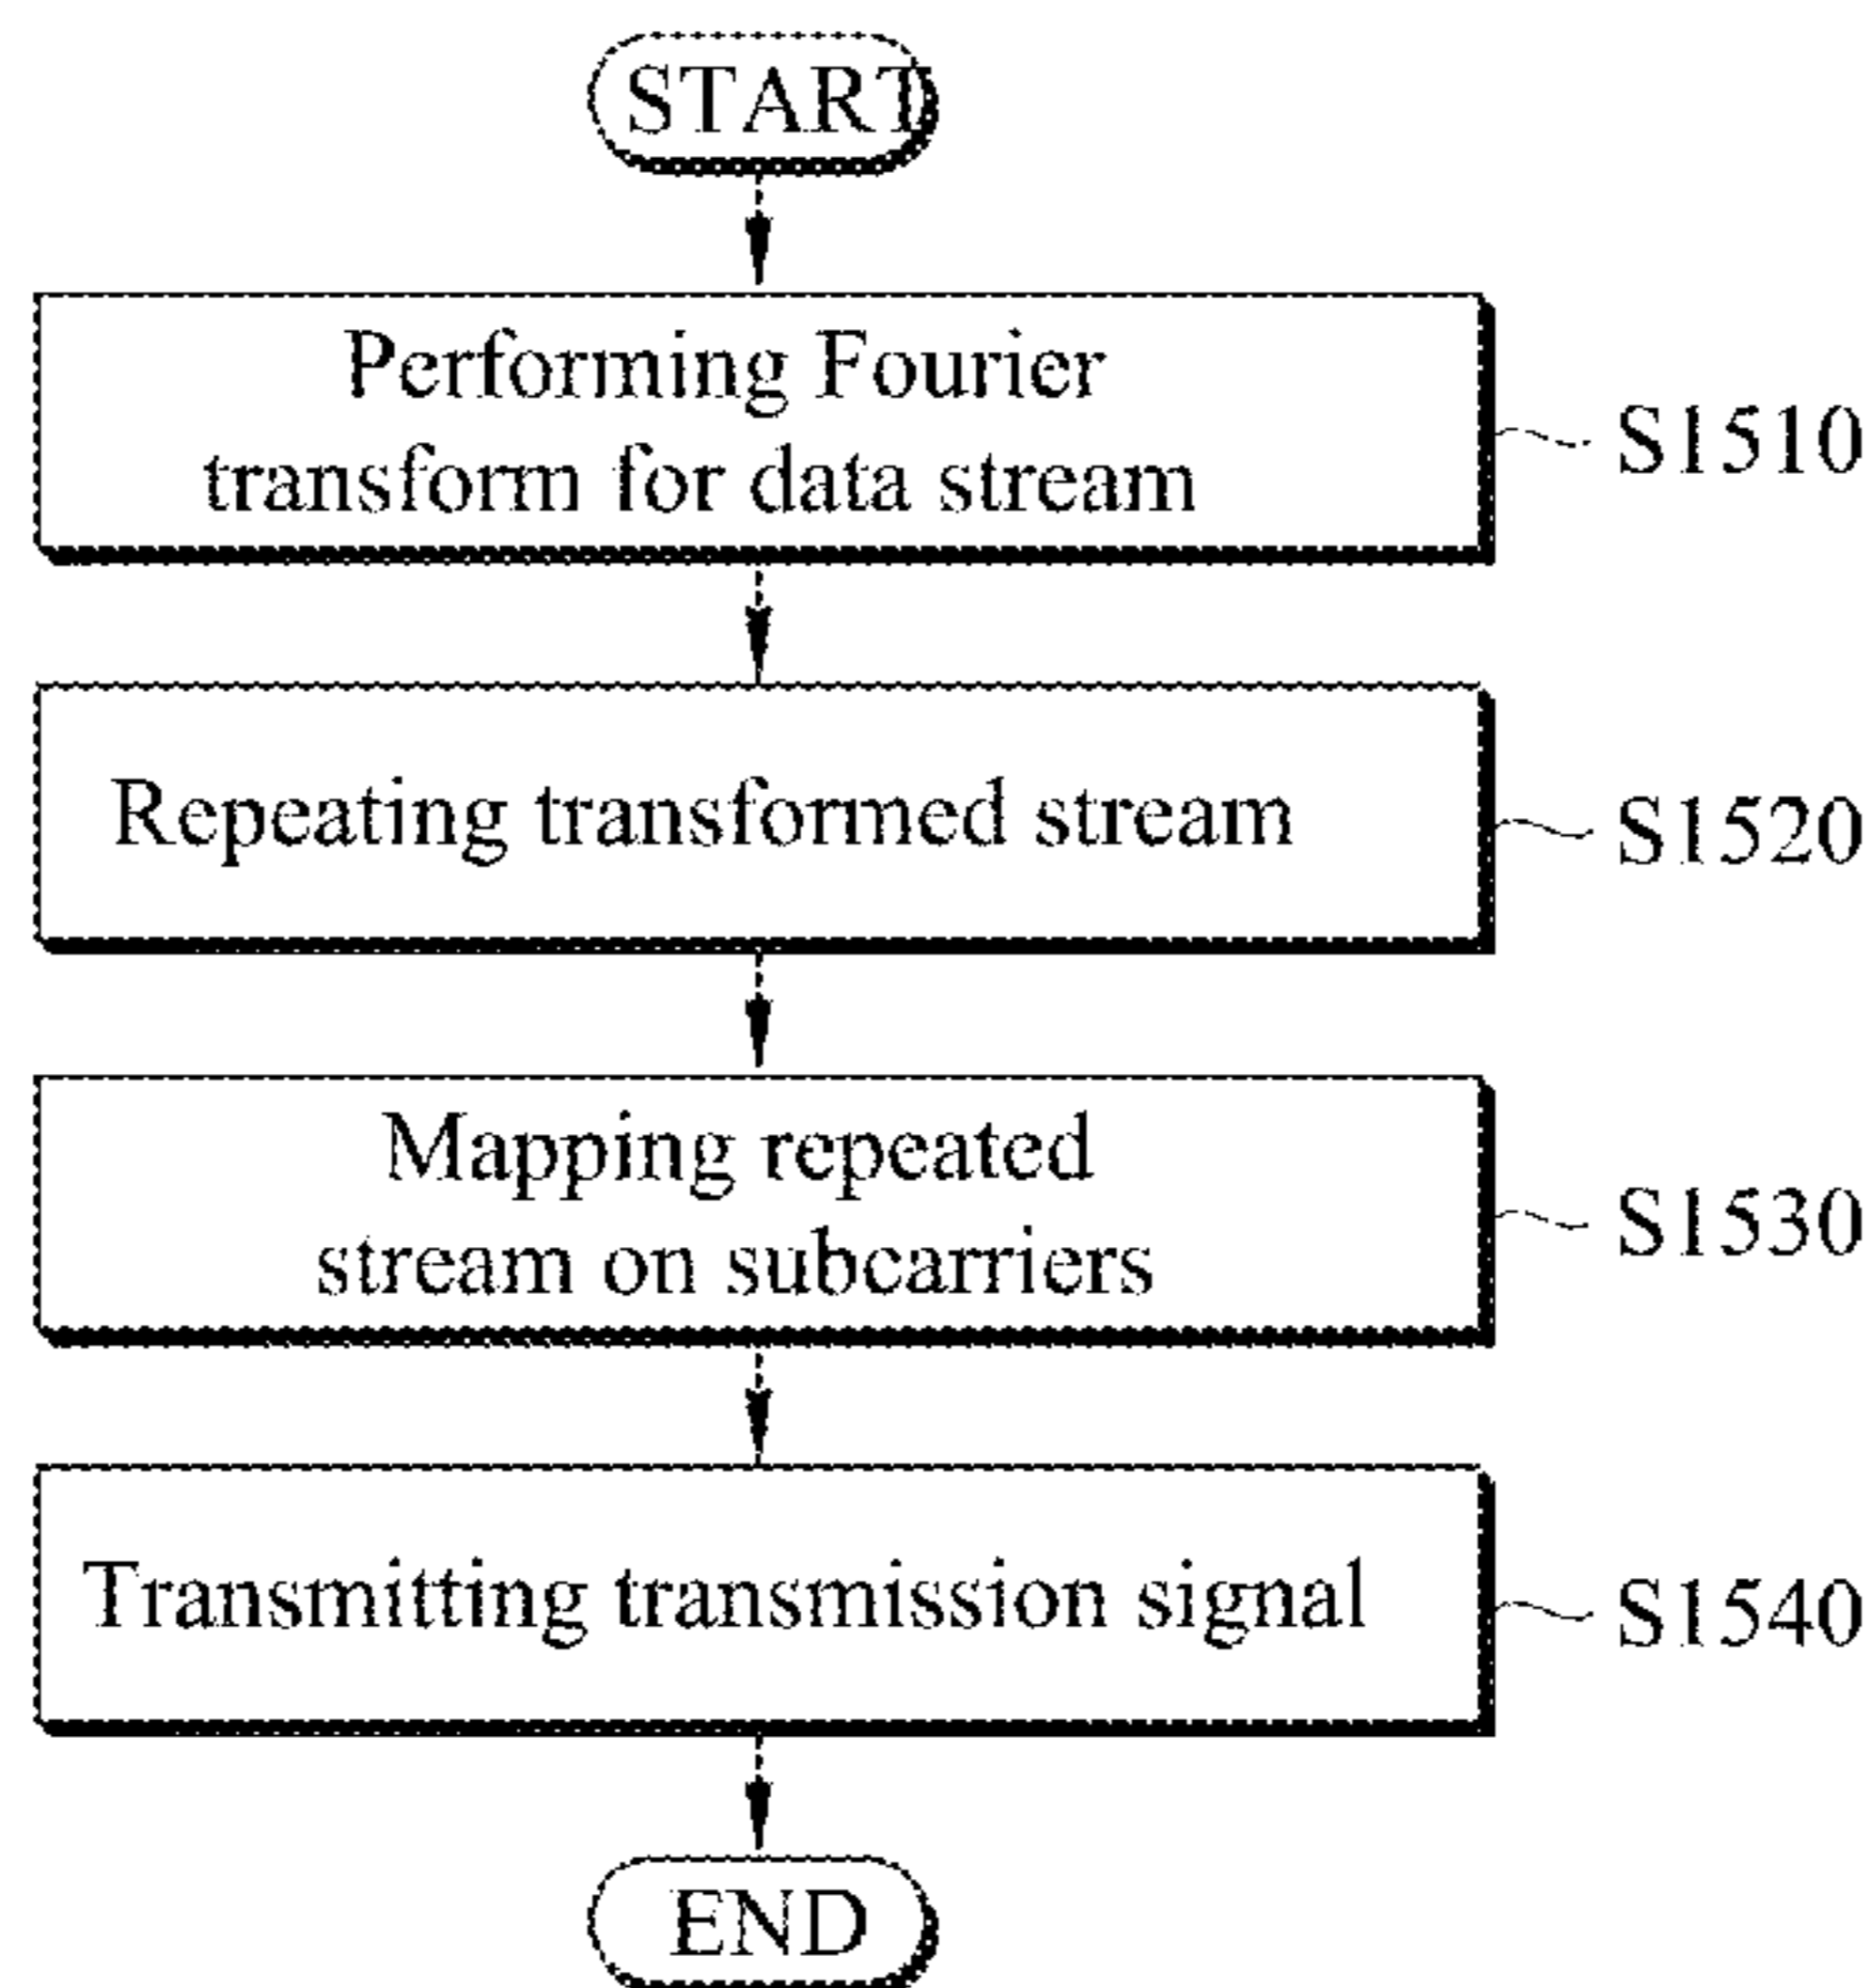 START
Performing Fourier
transform for data stream
S1510
Repeating transformed stream
S1520
Mapping repeated
stream on subcarriers
S1530
Transmitting transmission signal
S1540
END